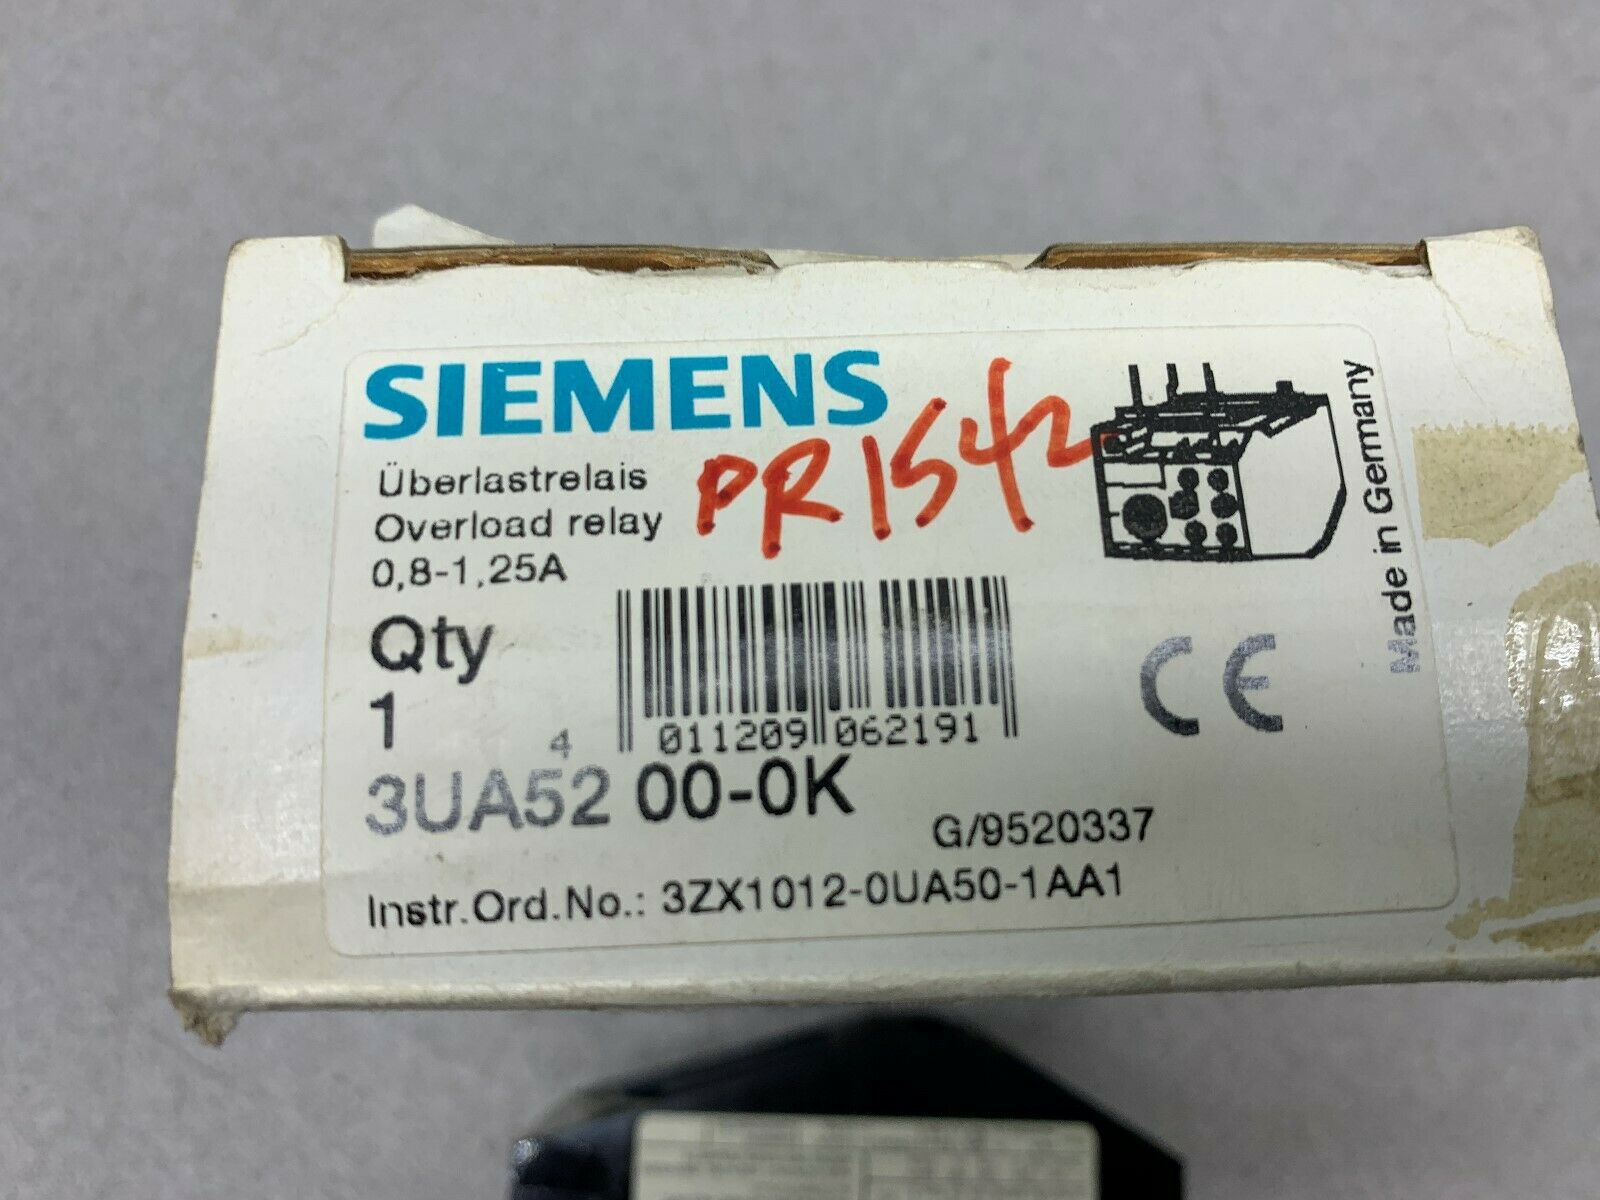 SIEMENS
PR1542
Überlastrelais
Overload relay
0,8-1,25A
Qty
1
4 011209 062191
CE
3UA52 00-0K
G/9520337
Instr.Ord.No.: 3ZX1012-0UA50-1AA1
Made in Germany